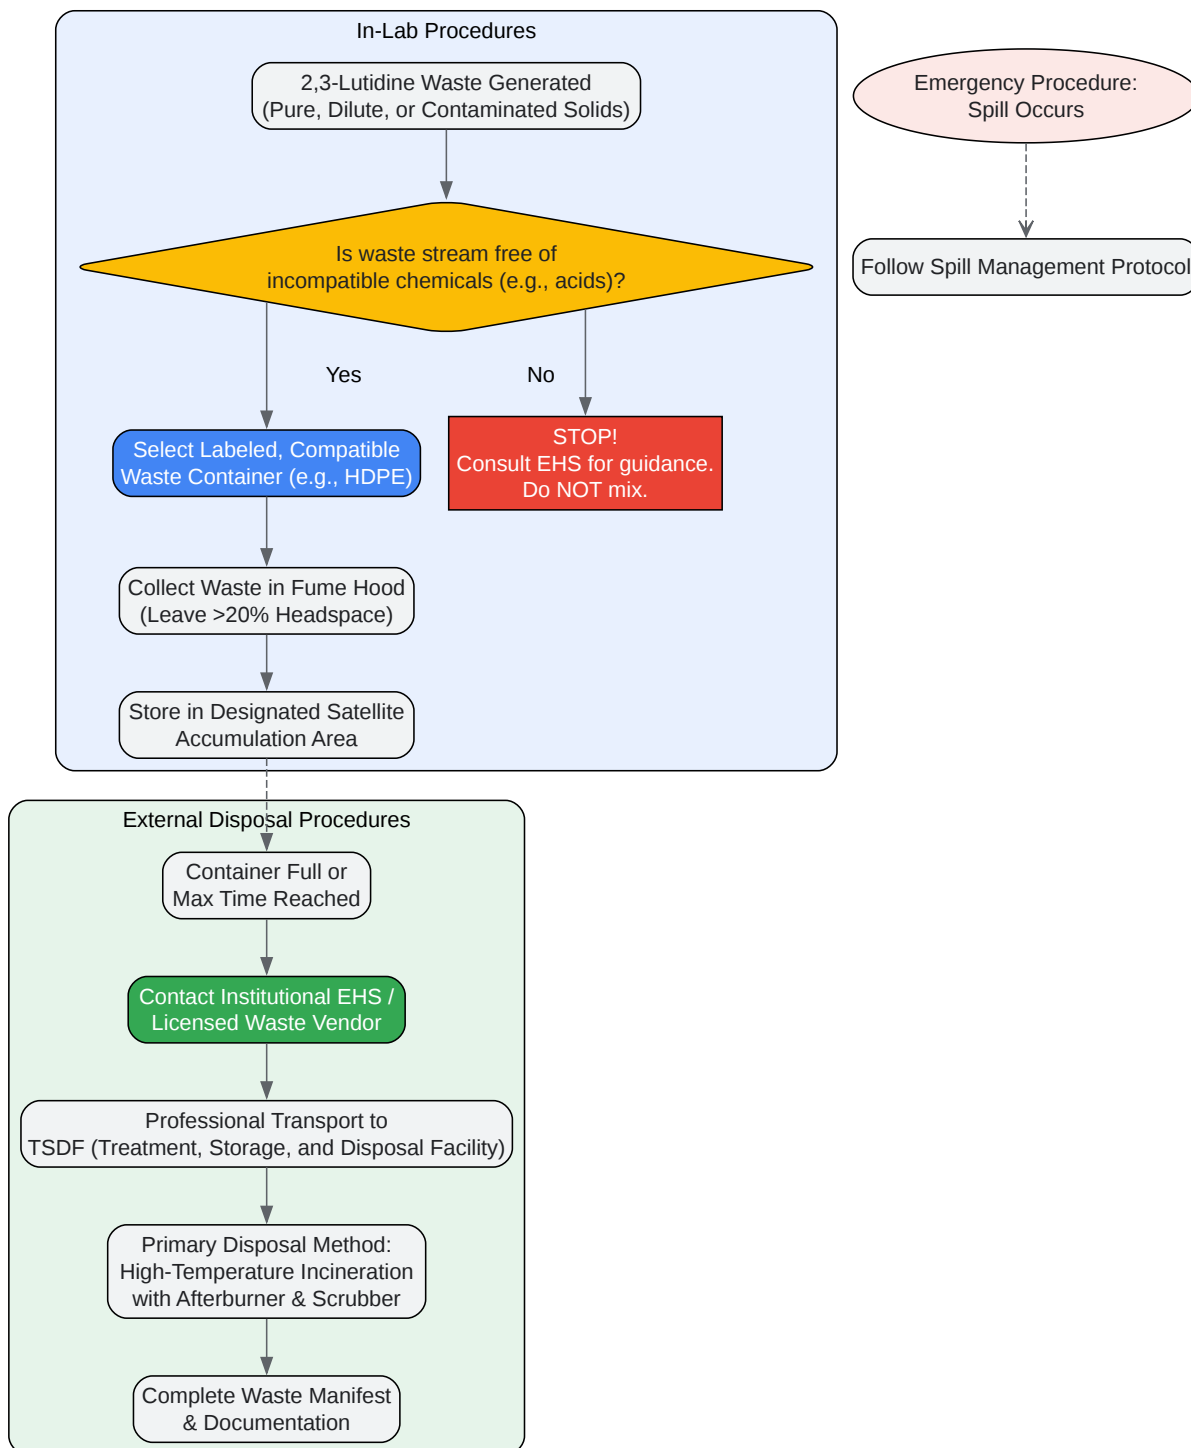 In-Lab Procedures
2,3-Lutidine Waste Generated
(Pure, Dilute, or Contaminated Solids)
Is waste stream free of
incompatible chemicals (e.g., acids)?
Yes
No
Select Labeled, Compatible
Waste Container (e.g., HDPE)
STOP!
Consult EHS for guidance.
Do NOT mix.
Collect Waste in Fume Hood
(Leave >20% Headspace)
Store in Designated Satellite
Accumulation Area
Emergency Procedure:
Spill Occurs
Follow Spill Management Protocol
External Disposal Procedures
Container Full or
Max Time Reached
Contact Institutional EHS /
Licensed Waste Vendor
Professional Transport to
TSDF (Treatment, Storage, and Disposal Facility)
Primary Disposal Method:
High-Temperature Incineration
with Afterburner & Scrubber
Complete Waste Manifest
& Documentation